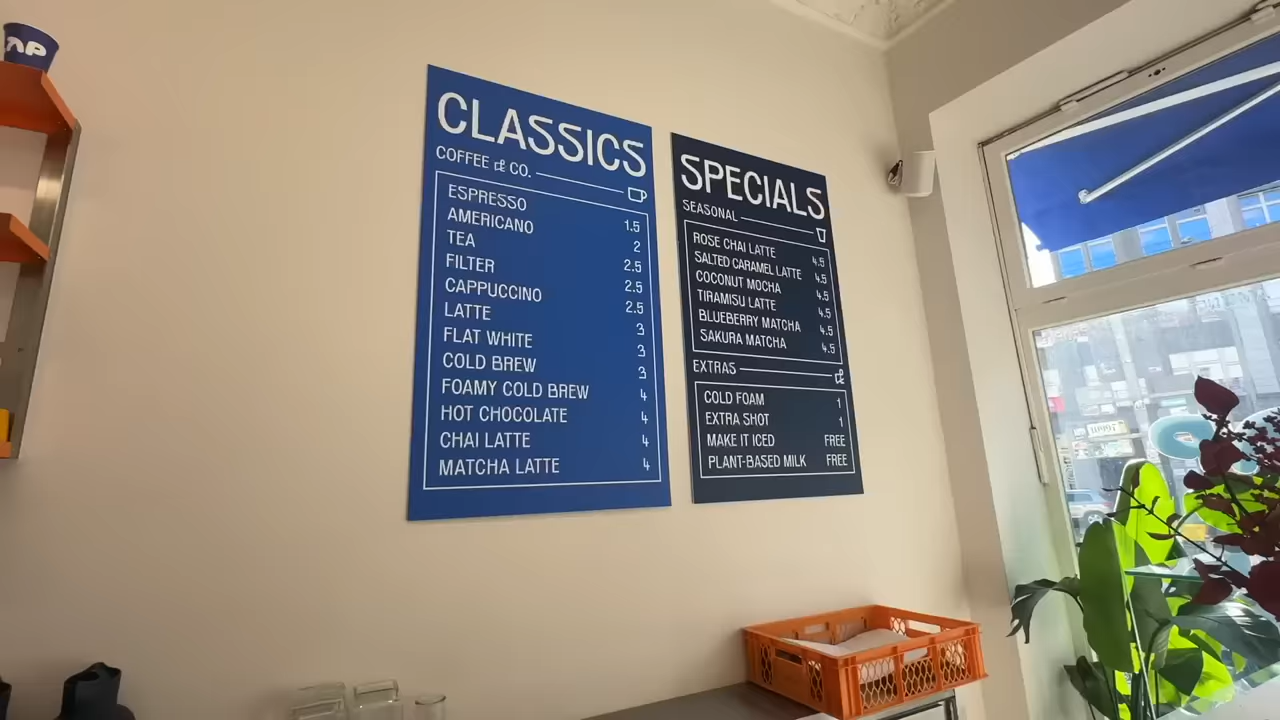 CLASSICS
COFFEE & CO.
ESPRESSO 1.5
AMERICANO 2
TEA 2.5
FILTER 2.5
CAPPUCCINO 2.5
LATTE 3
FLAT WHITE 3
COLD BREW 3
FOAMY COLD BREW 4
HOT CHOCOLATE 4
CHAI LATTE 4
MATCHA LATTE 4
SPECIALS
SEASONAL
ROSE CHAI LATTE 4.5
SALTED CARAMEL LATTE 4.5
COCONUT MOCHA 4.5
TIRAMISU LATTE 4.5
BLUEBERRY MATCHA 4.5
SAKURA MATCHA 4.5
EXTRAS &
COLD FOAM 1
EXTRA SHOT 1
MAKE IT ICED FREE
PLANT-BASED MILK FREE